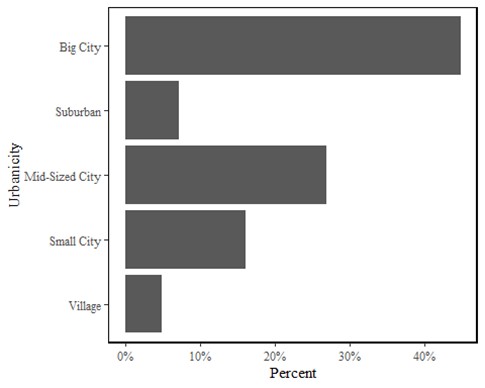 Urbanicity
Big City
Suburban
Mid-Sized City
Small City
Village
0% 10% 20% 30% 40%
Percent